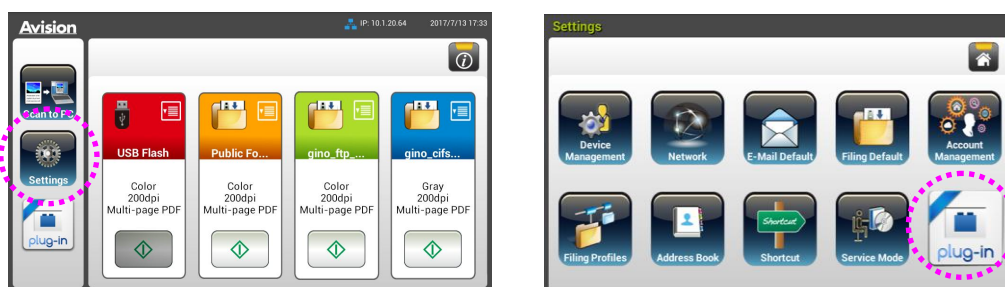 Avision
IP: 10.1.20.64 2017/7/13 17:33
Scan to PC
Settings
plug-in
USB Flash
Color
200dpi
Multi-page PDF
Public Fo...
Color
200dpi
Multi-page PDF
gino_ftp_...
Color
200dpi
Multi-page PDF
gino_cifs...
Gray
200dpi
Multi-page PDF
Settings
Device
Management
Network
E-Mail Default
Filing Default
Account
Management
Filing Profiles
Address Book
Shortcut
Shortcut
Service Mode
plug-in